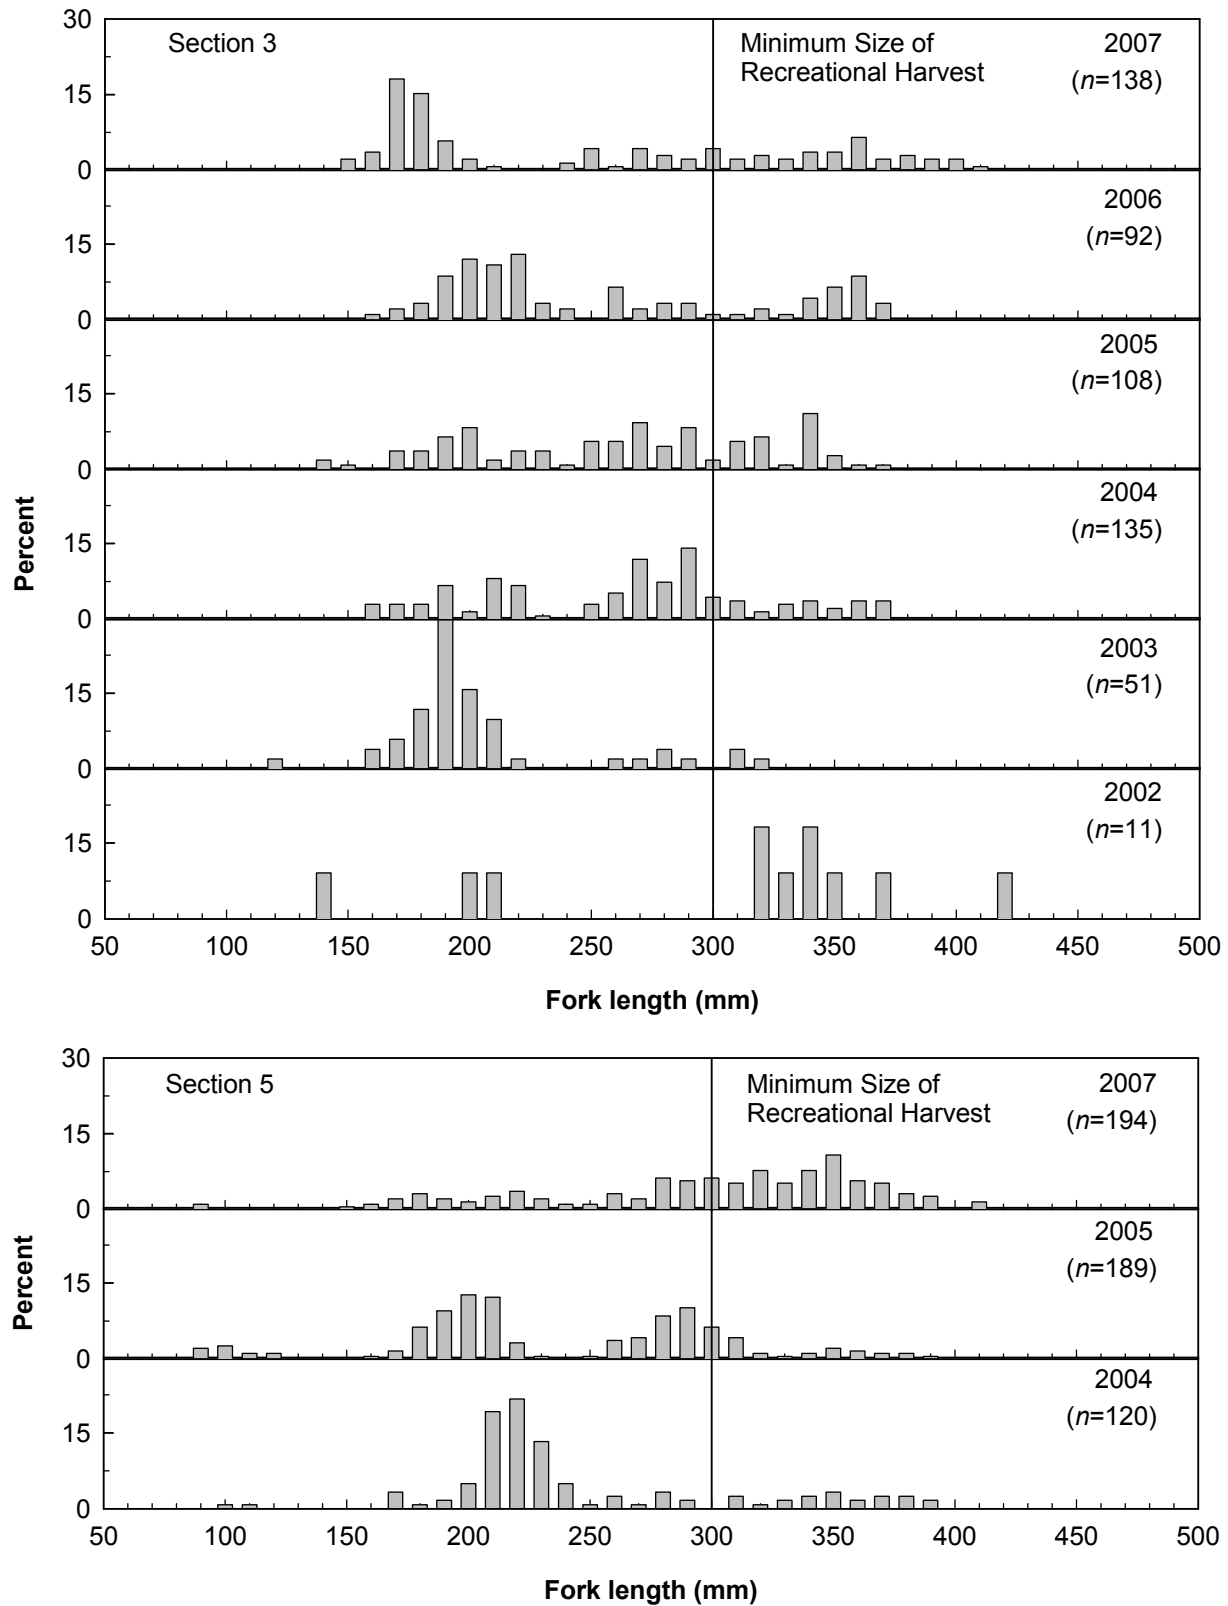 30
Section 3
Minimum Size of
Recreational Harvest
2007
(n=138)
15
0
2006
(n=92)
15
0
2005
(n=108)
15
0
2004
(n=135)
15
0
2003
(n=51)
15
0
2002
(n=11)
15
0
Percent
50 100 150 200 250 300 350 400 450 500
Fork length (mm)
30
Section 5
Minimum Size of
Recreational Harvest
2007
(n=194)
15
0
2005
(n=189)
15
0
2004
(n=120)
15
0
Percent
50 100 150 200 250 300 350 400 450 500
Fork length (mm)